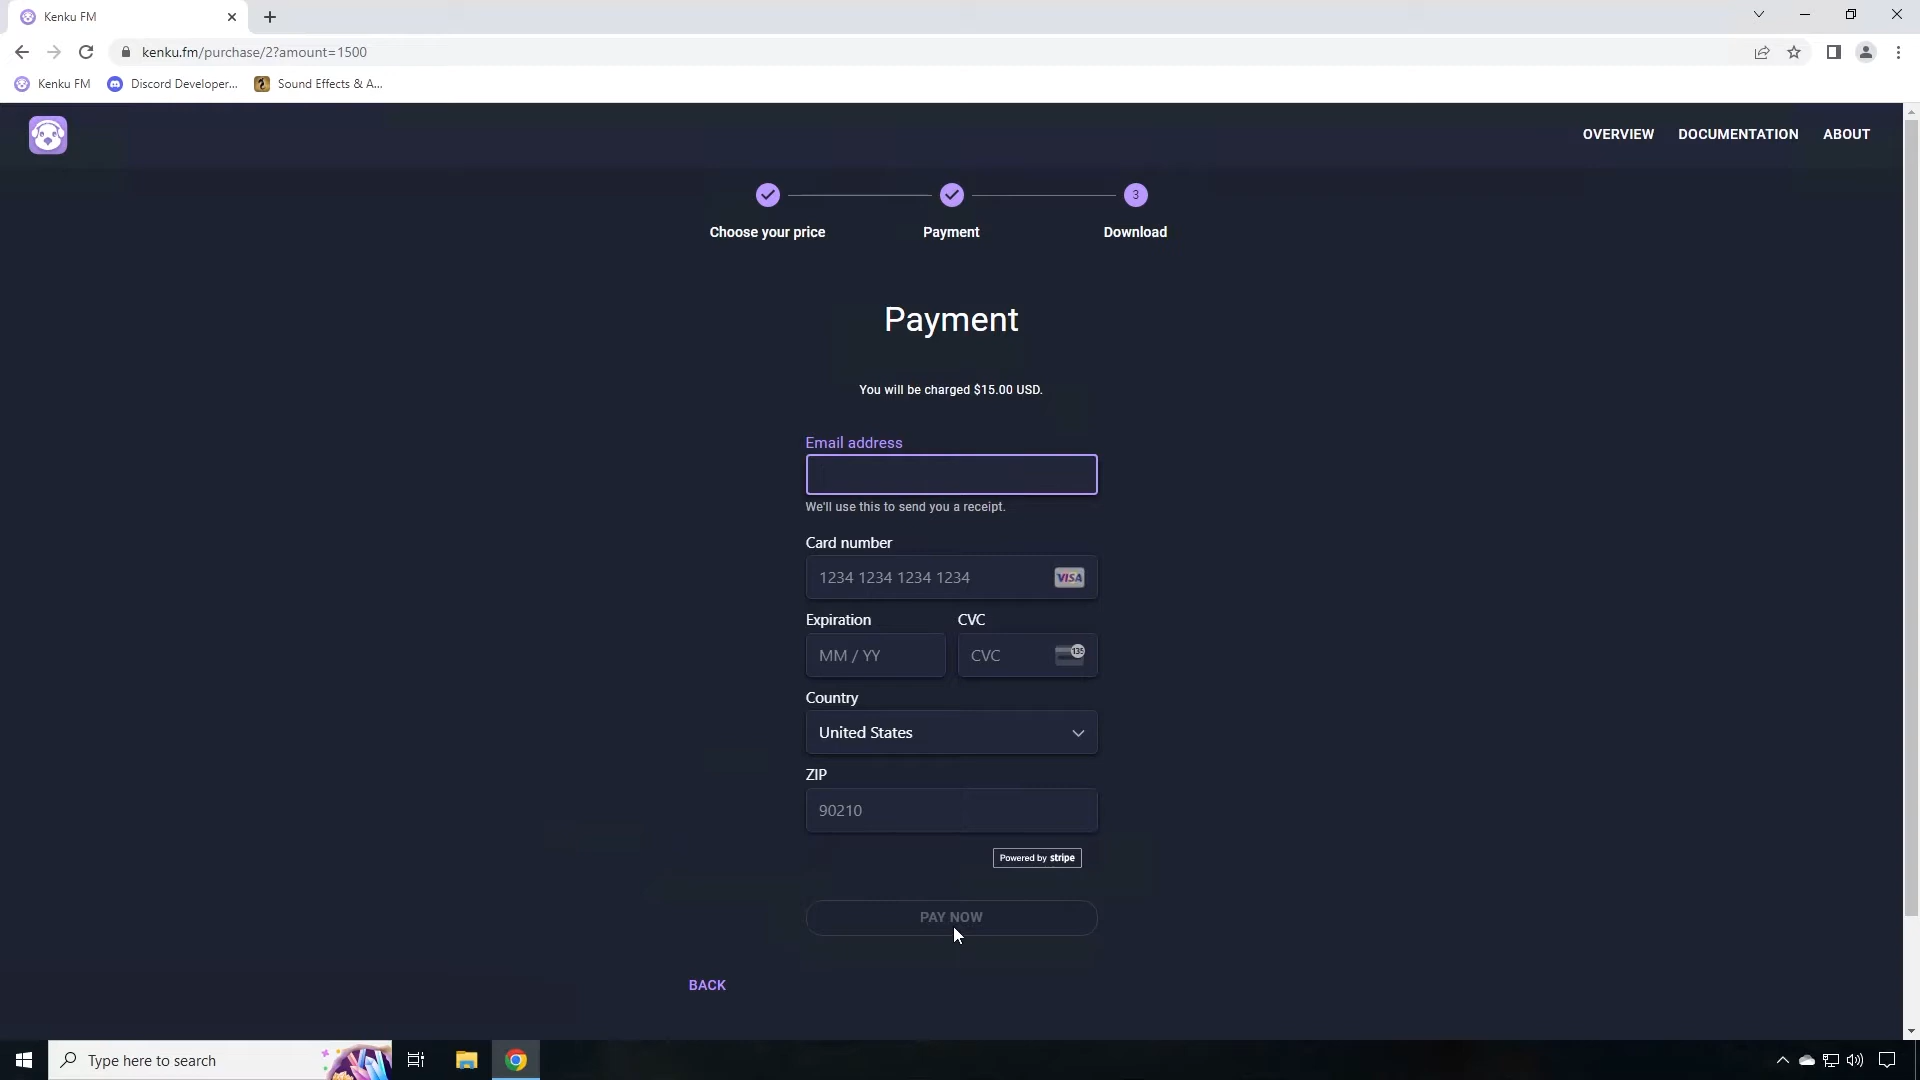 Kenku FM
kenku.fm/purchase/2?amount=1500
Kenku FM
Discord Developer...
Sound Effects & A...
OVERVIEW
DOCUMENTATION
ABOUT
3
Choose your price
Payment
Download
Payment
You will be charged $15.00 USD.
Email address
We'll use this to send you a receipt.
Card number
1234 1234 1234 1234
VISA
Expiration
CVC
MM / YY
CVC
135
Country
United States
ZIP
90210
Powered by stripe
PAY NOW
BACK
Type here to search